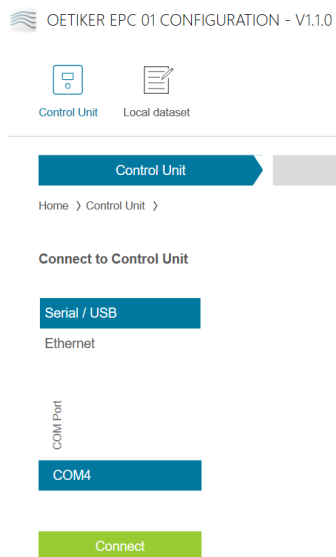 OETIKER EPC 01 CONFIGURATION - V1.1.0
Control Unit
Local dataset
Control Unit
Home > Control Unit >
Connect to Control Unit
Serial / USB
Ethernet
COM Port
COM4
Connect